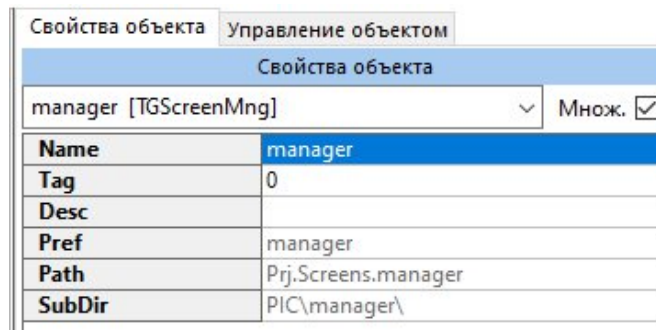 Свойства объекта Управление объектом
Свойства объекта
manager [TGScreenMng] Множ.
Name manager
Tag 0
Desc
Pref manager
Path Prj.Screens.manager
SubDir PIC\manager\